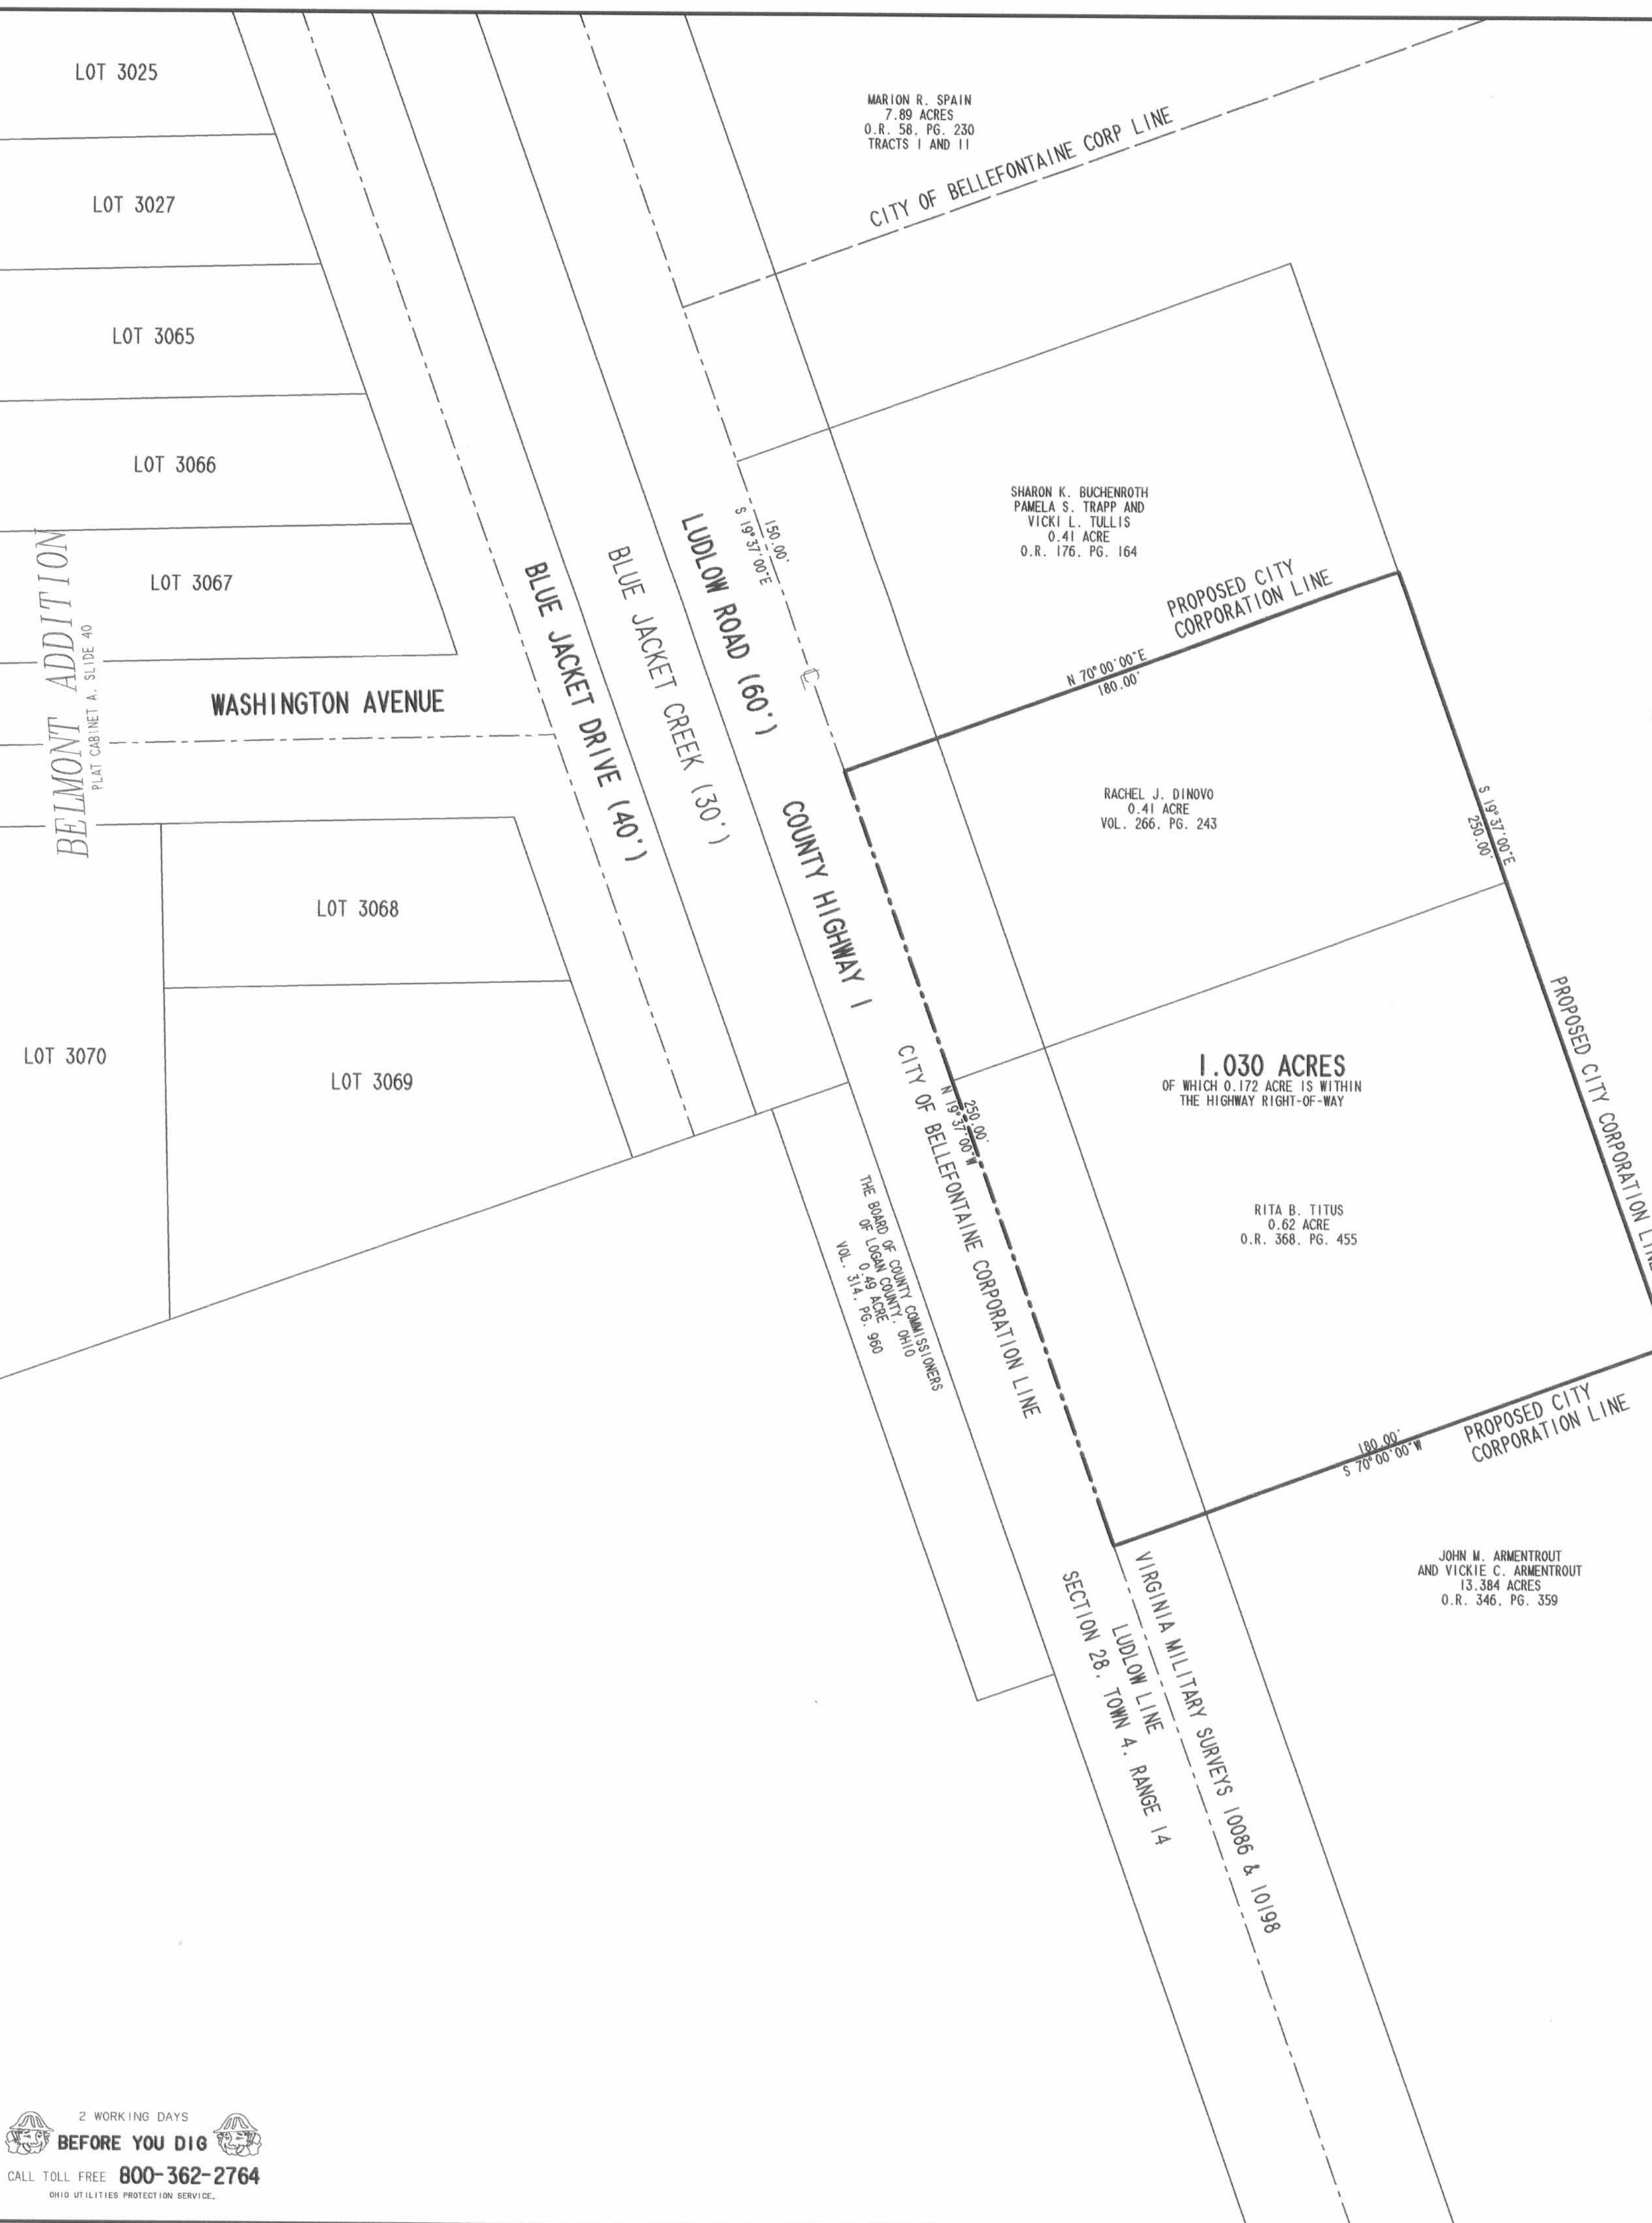 LOT 3025
LOT 3027
LOT 3065
LOT 3066
LOT 3067
BELMONT ADDITION
PLAT CABINET A, SLIDE 40
WASHINGTON AVENUE
LOT 3068
LOT 3069
LOT 3070
BLUE JACKET DRIVE (40')
BLUE JACKET CREEK (30')
LUDLOW ROAD (60')
COUNTY HIGHWAY 1
MARION R. SPAIN
7.89 ACRES
O.R. 58, PG. 230
TRACTS I AND II
CITY OF BELLEFONTAINE CORP LINE
150.00'
S 19°37'00"E
SHARON K. BUCHENROTH
PAMELA S. TRAPP AND
VICKI L. TULLIS
0.41 ACRE
O.R. 176, PG. 164
PROPOSED CITY
CORPORATION LINE
N 70°00'00"E
180.00'
RACHEL J. DINOVO
0.41 ACRE
VOL. 266, PG. 243
S 19°37'00"E
250.00'
PROPOSED CITY CORPORATION LINE
1.030 ACRES
OF WHICH 0.172 ACRE IS WITHIN
THE HIGHWAY RIGHT-OF-WAY
250.00'
N 19°37'00"W
CITY OF BELLEFONTAINE CORPORATION LINE
RITA B. TITUS
0.62 ACRE
O.R. 368, PG. 455
THE BOARD OF COUNTY COMMISSIONERS
OF LOGAN COUNTY, OHIO
0.49 ACRE
VOL. 314, PG. 960
180.00'
S 70°00'00"W
PROPOSED CITY
CORPORATION LINE
JOHN M. ARMENTROUT
AND VICKIE C. ARMENTROUT
13.384 ACRES
O.R. 346, PG. 359
VIRGINIA MILITARY SURVEYS 10086 & 10198
LUDLOW LINE
SECTION 28, TOWN 4, RANGE 14
2 WORKING DAYS
BEFORE YOU DIG
CALL TOLL FREE 800-362-2764
OHIO UTILITIES PROTECTION SERVICE.